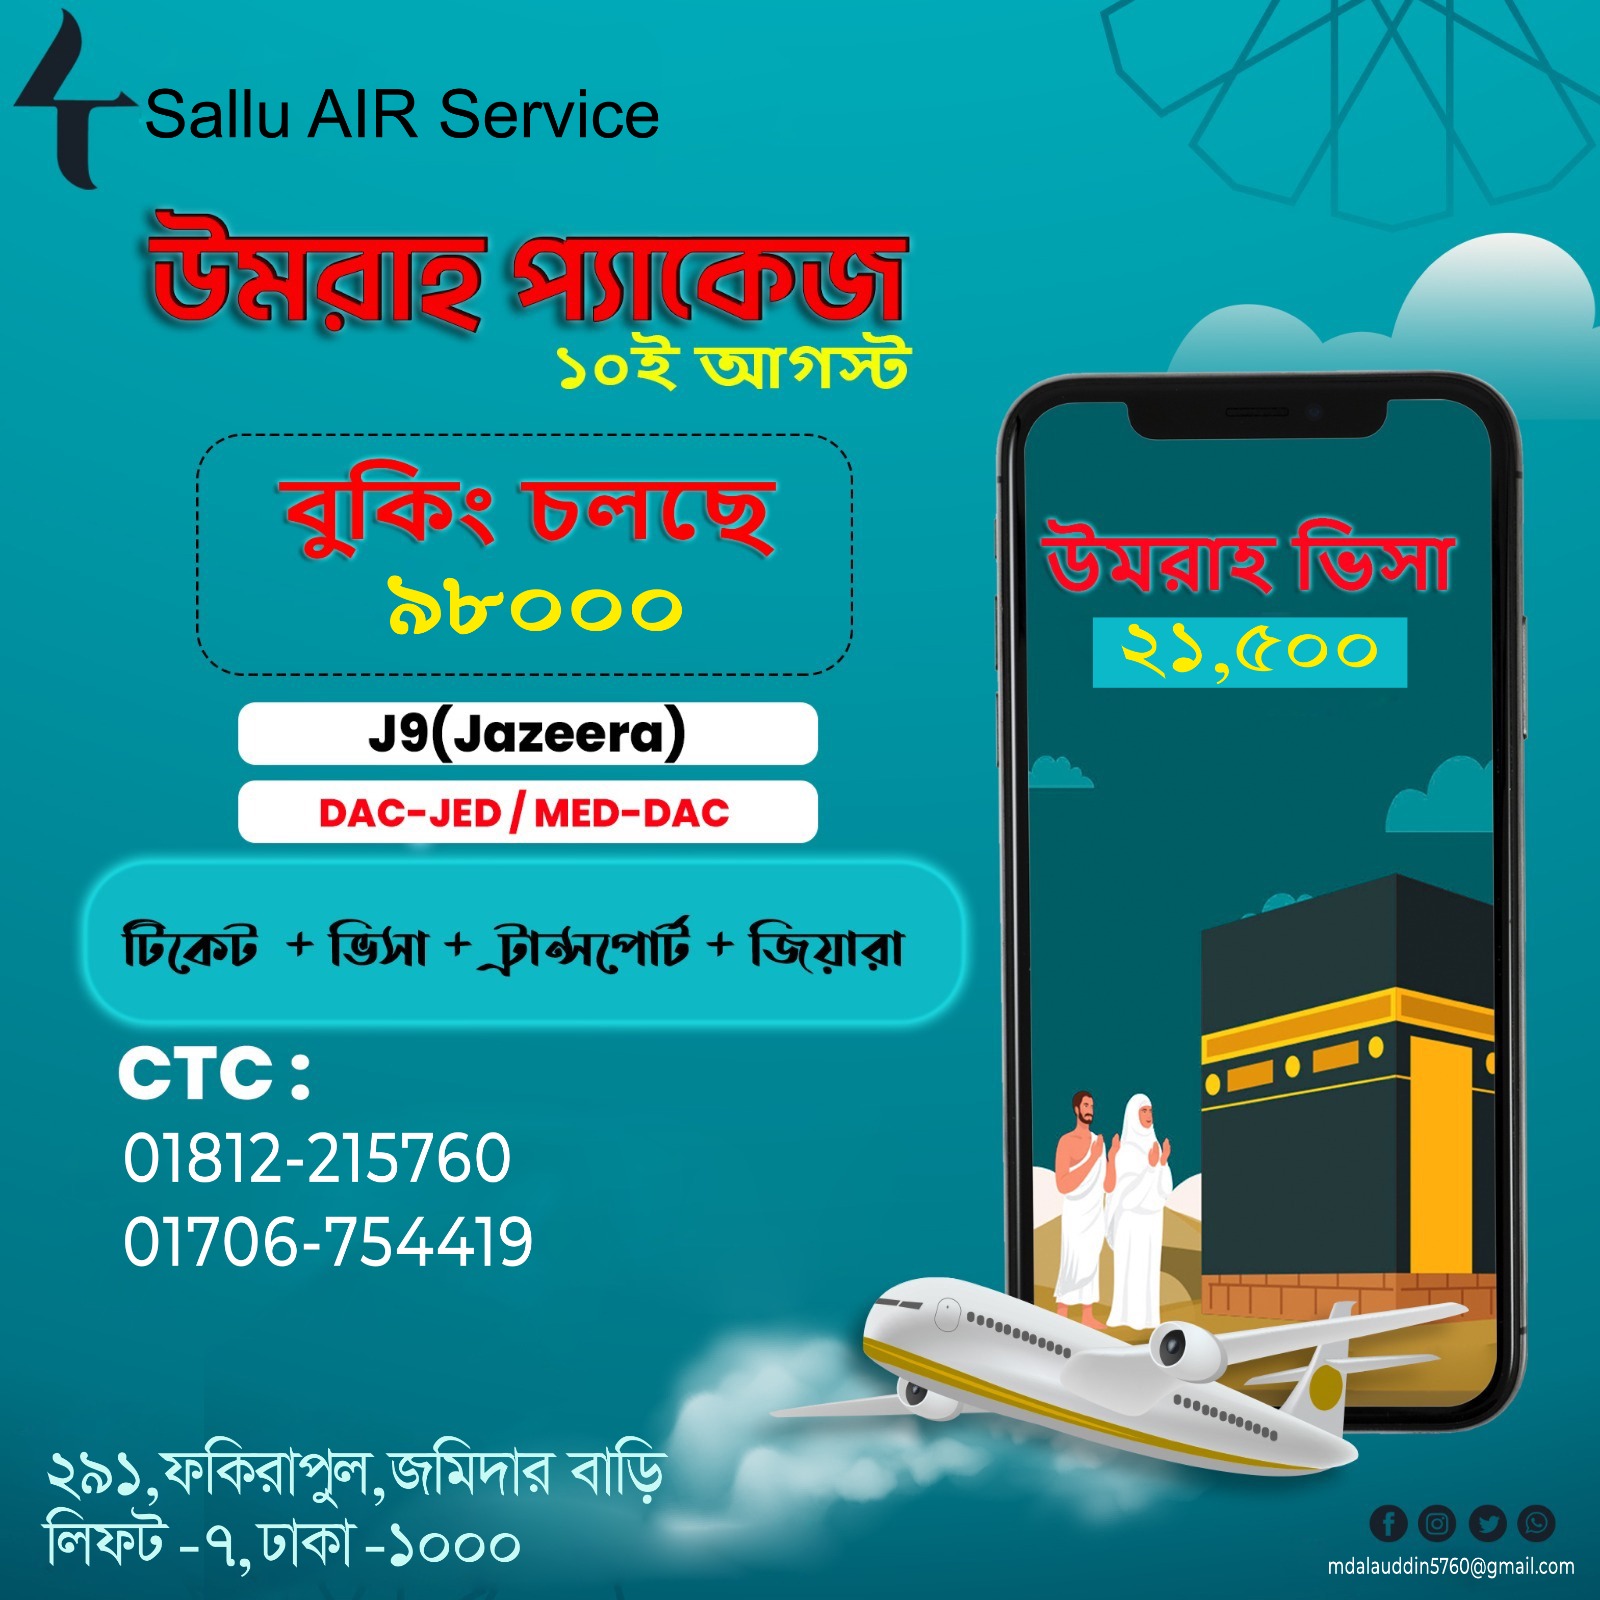 Sallu AIR Service
উমরাহ প্যাকেজ
১০ই আগস্ট
বুকিং চলছে
৯৮০০০
J9(Jazeera)
DAC-JED / MED-DAC
টিকেট + ভিসা + ট্রান্সপোর্ট + জিয়ারা
CTC :
01812-215760
01706-754419
২৯১,ফকিরাপুল,জমিদার বাড়ি
লিফট -৭,ঢাকা -১০০০
উমরাহ ভিসা
২১,৫০০
mdalauddin5760@gmail.com